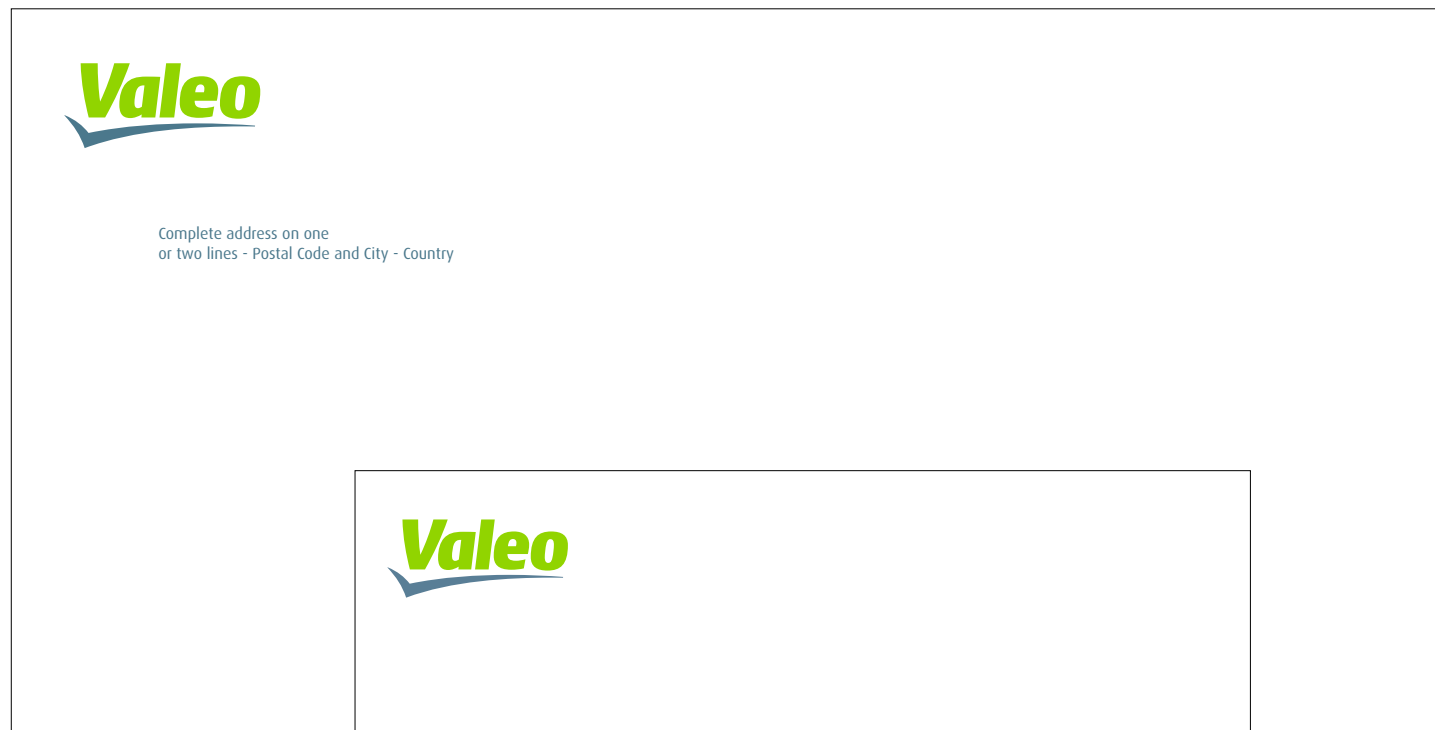 Valeo
Complete address on one
or two lines - Postal Code and City - Country
Valeo